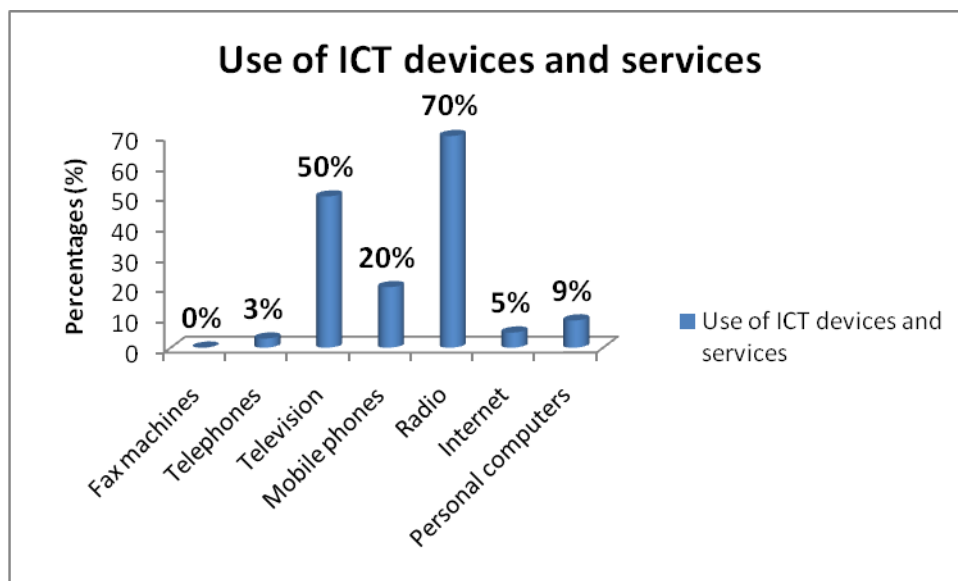 Use of ICT devices and services
Percentages (%)
70
60
50
40
30
20
10
0
0%
3%
50%
20%
70%
5%
9%
Fax machines
Telephones
Television
Mobile phones
Radio
Internet
Personal computers
Use of ICT devices and
services